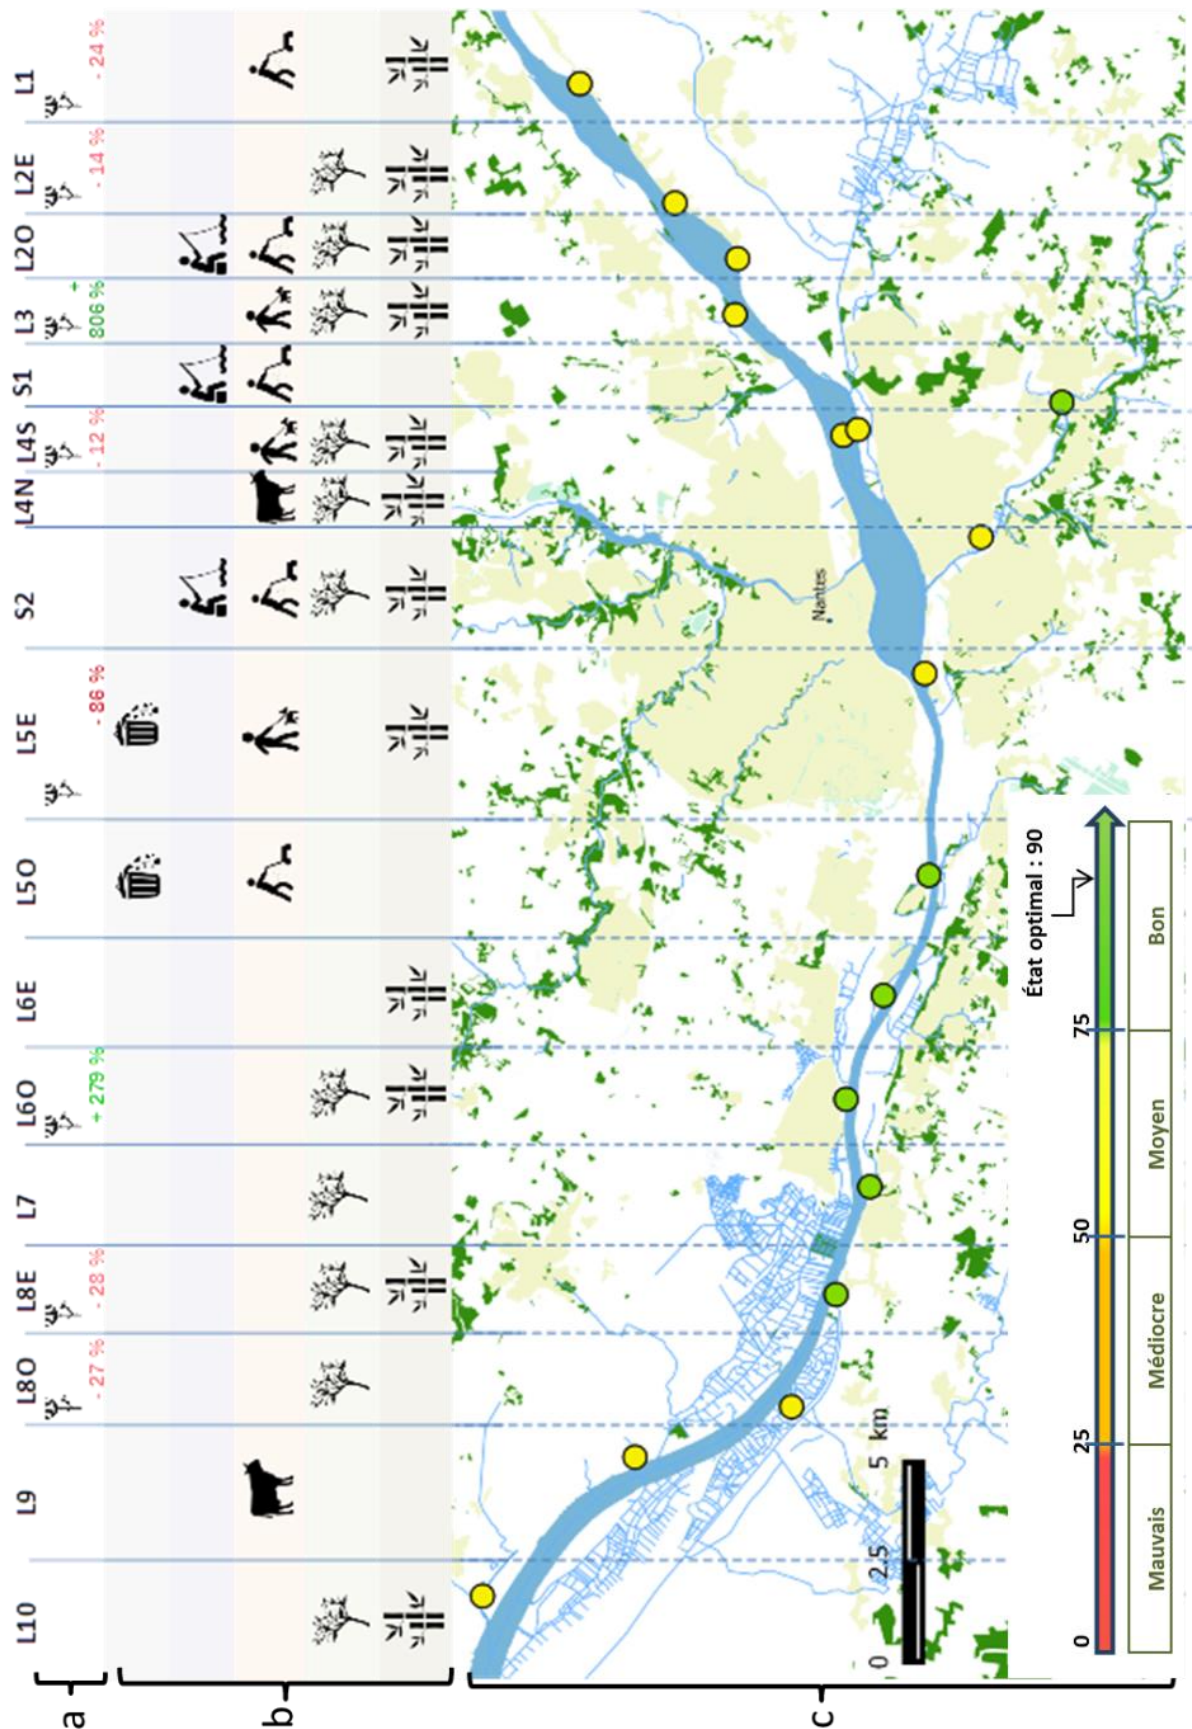 a
L10
L9
L8O
- 27 %
L8E
- 28 %
L7
L6O
+ 279 %
L6E
L5O
L5E
- 86 %
S2
L4N
L4S
- 12 %
S1
L3
+
806 %
L2O
L2E
- 14 %
L1
- 24 %
b
c
Nantes
0
2.5
5 km
État optimal : 90
0
25
50
75
Mauvais
Médiocre
Moyen
Bon